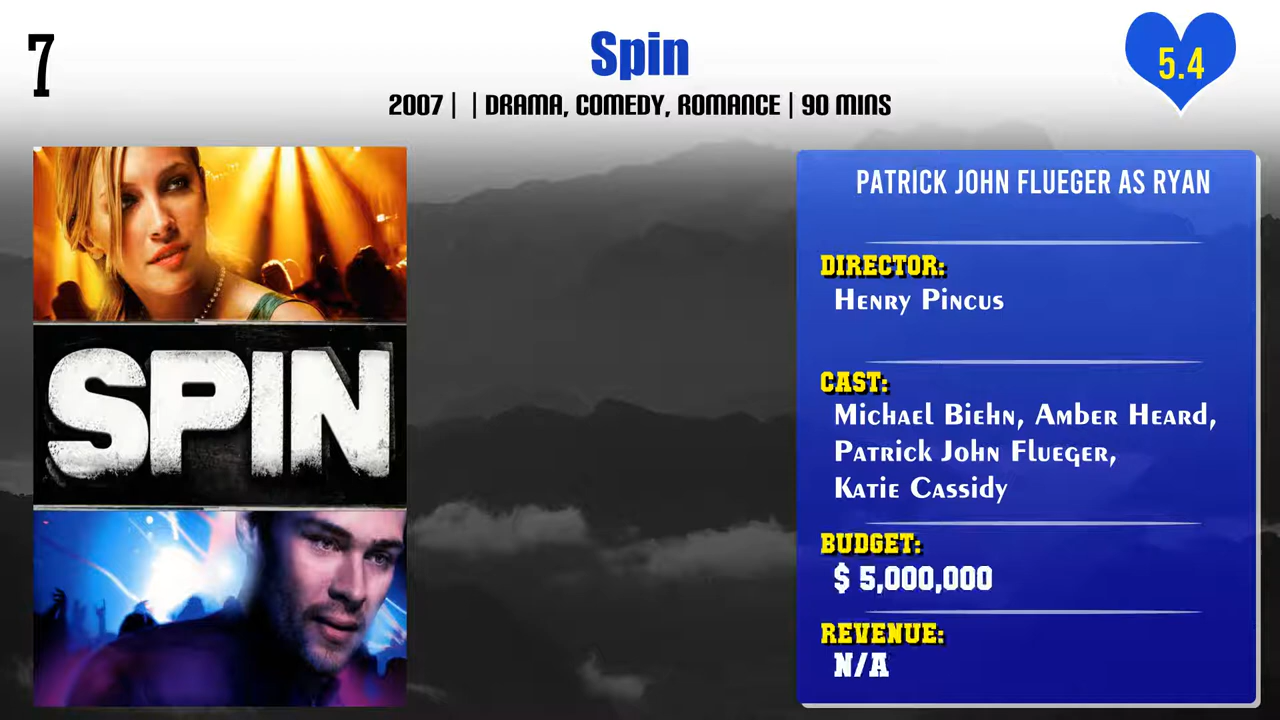 7
Spin
5.4
2007 | | DRAMA, COMEDY, ROMANCE | 90 MINS
SPIN
PATRICK JOHN FLUEGER AS RYAN
DIRECTOR:
Henry Pincus
CAST:
Michael Biehn, Amber Heard,
Patrick John Flueger,
Katie Cassidy
BUDGET:
$ 5,000,000
REVENUE:
N/A